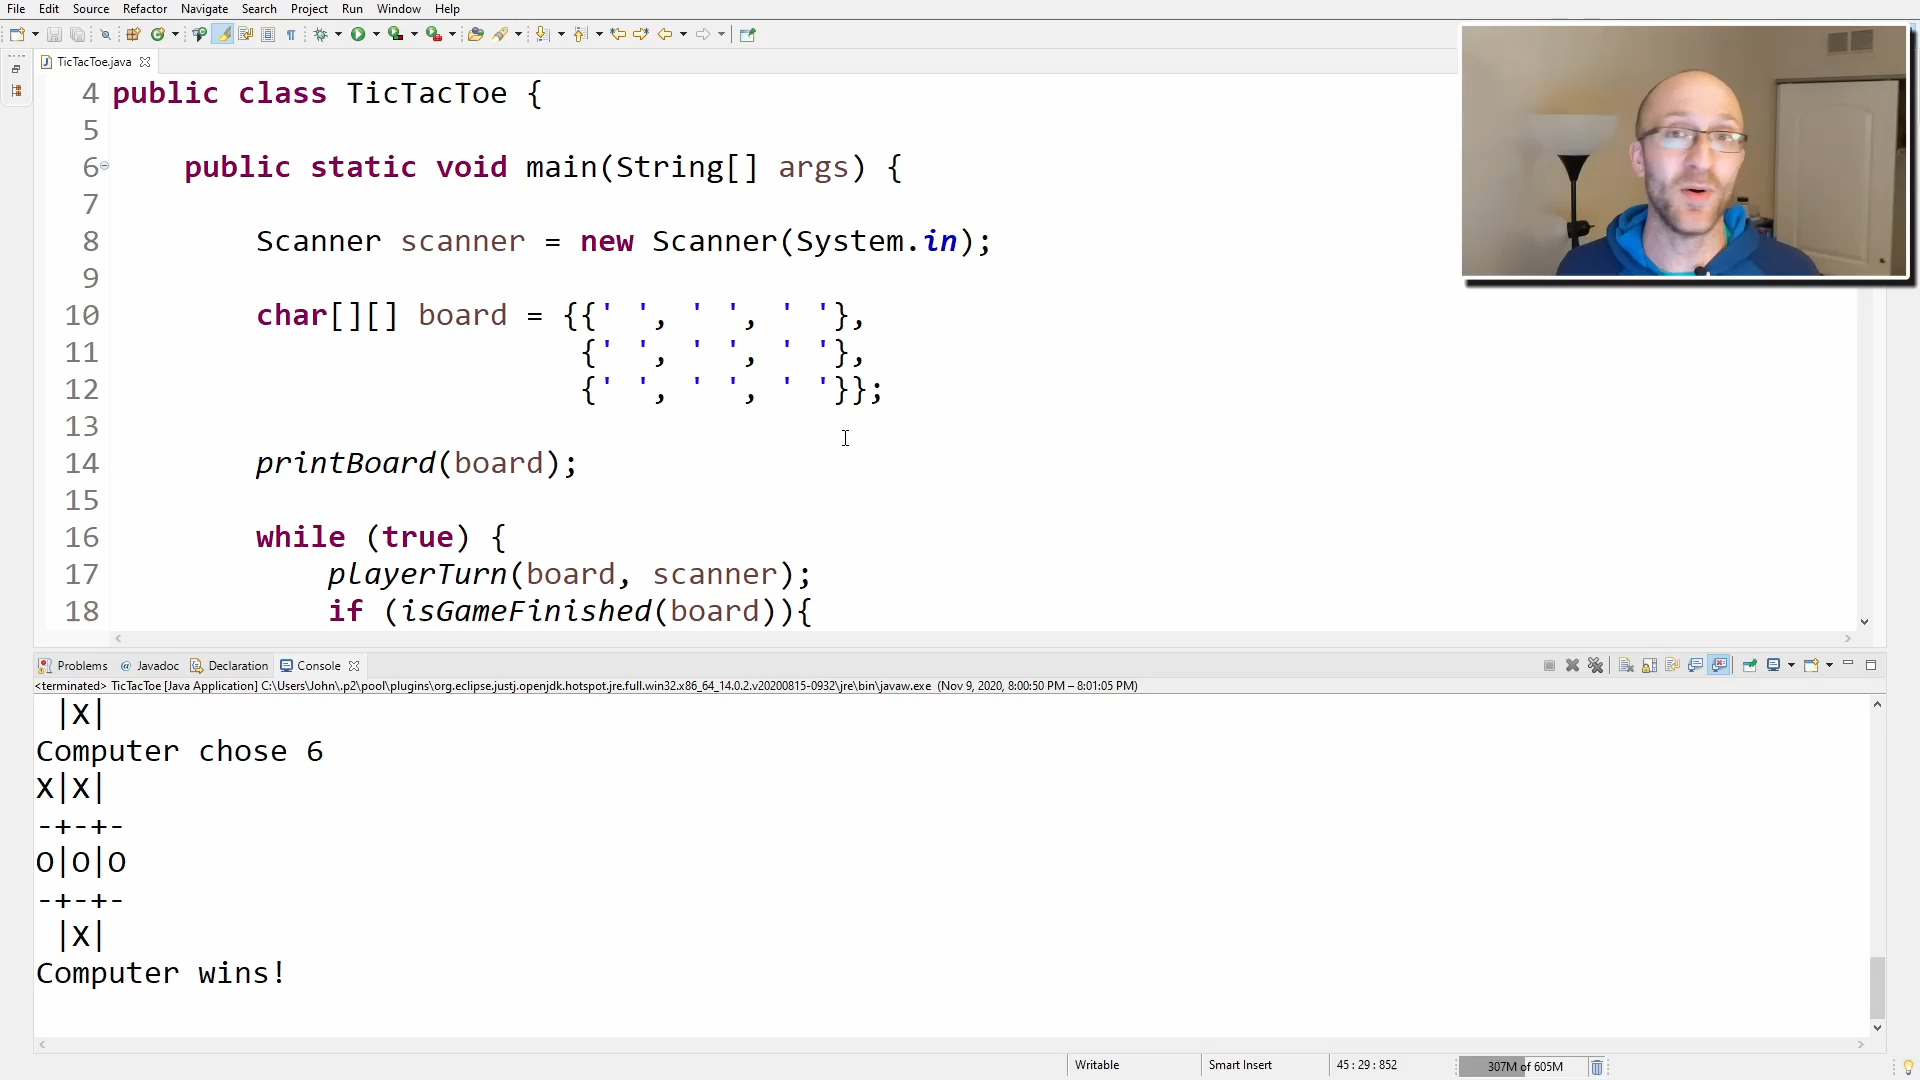 File Edit Source Refactor Navigate Search Project Run Window Help
TicTacToe.java
4 public class TicTacToe {
5
6 public static void main(String[] args) {
7
8 Scanner scanner = new Scanner(System.in);
9
10 char[][] board = {{' ', ' ', ' '},
11 {' ', ' ', ' '},
12 {' ', ' ', ' '}};
13
14 printBoard(board);
15
16 while (true) {
17 playerTurn(board, scanner);
18 if (isGameFinished(board)){
Problems Javadoc Declaration Console
<terminated> TicTacToe [Java Application] C:\Users\John\.p2\pool\plugins\org.eclipse.justj.openjdk.hotspot.jre.full.win32.x86_64_14.0.2.v20200815-0932\jre\bin\javaw.exe (Nov 9, 2020, 8:00:50 PM – 8:01:05 PM)
 |X|
Computer chose 6
X|X|
-+-+-
O|O|O
-+-+-
 |X|
Computer wins!
Writable Smart Insert 45 : 29 : 852 307M of 605M